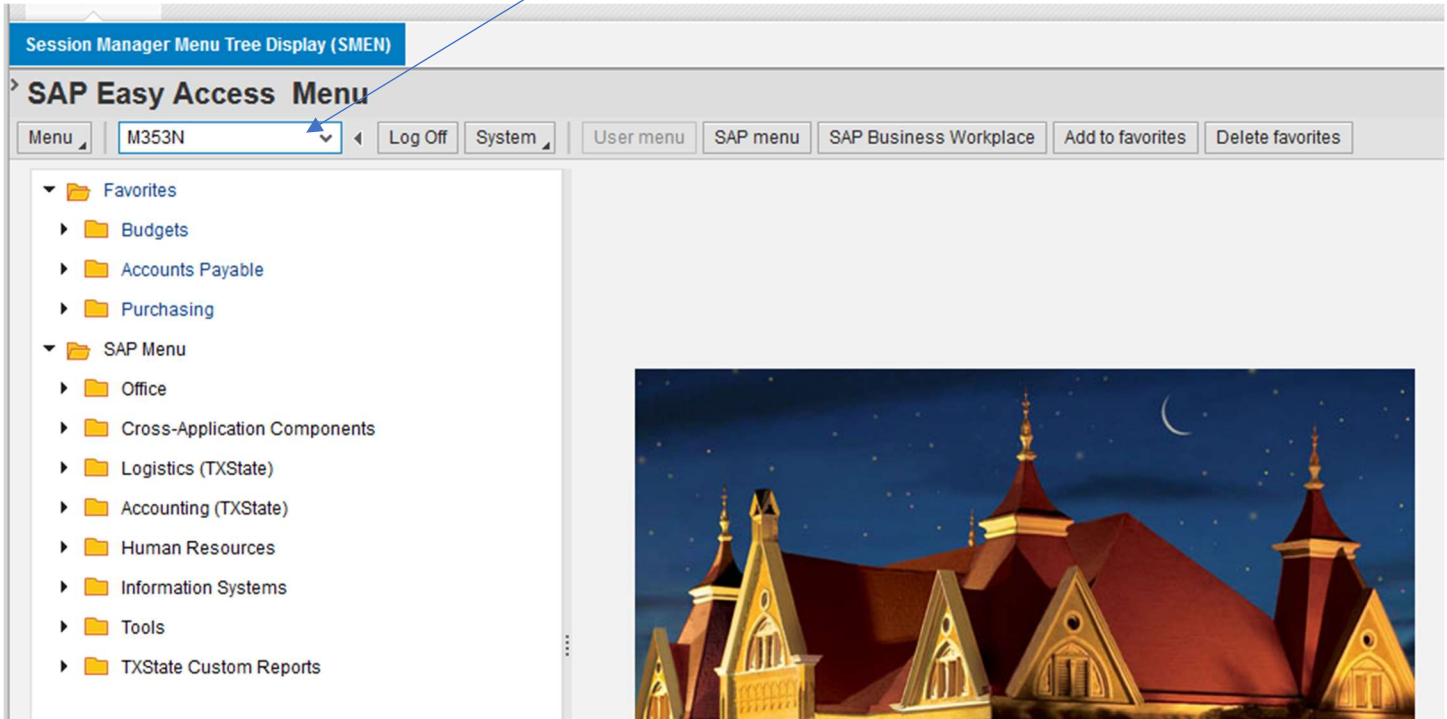 Session Manager Menu Tree Display (SMEN)
SAP Easy Access Menu
Menu M353N Log Off System User menu SAP menu SAP Business Workplace Add to favorites Delete favorites
Favorites
Budgets
Accounts Payable
Purchasing
SAP Menu
Office
Cross-Application Components
Logistics (TXState)
Accounting (TXState)
Human Resources
Information Systems
Tools
TXState Custom Reports